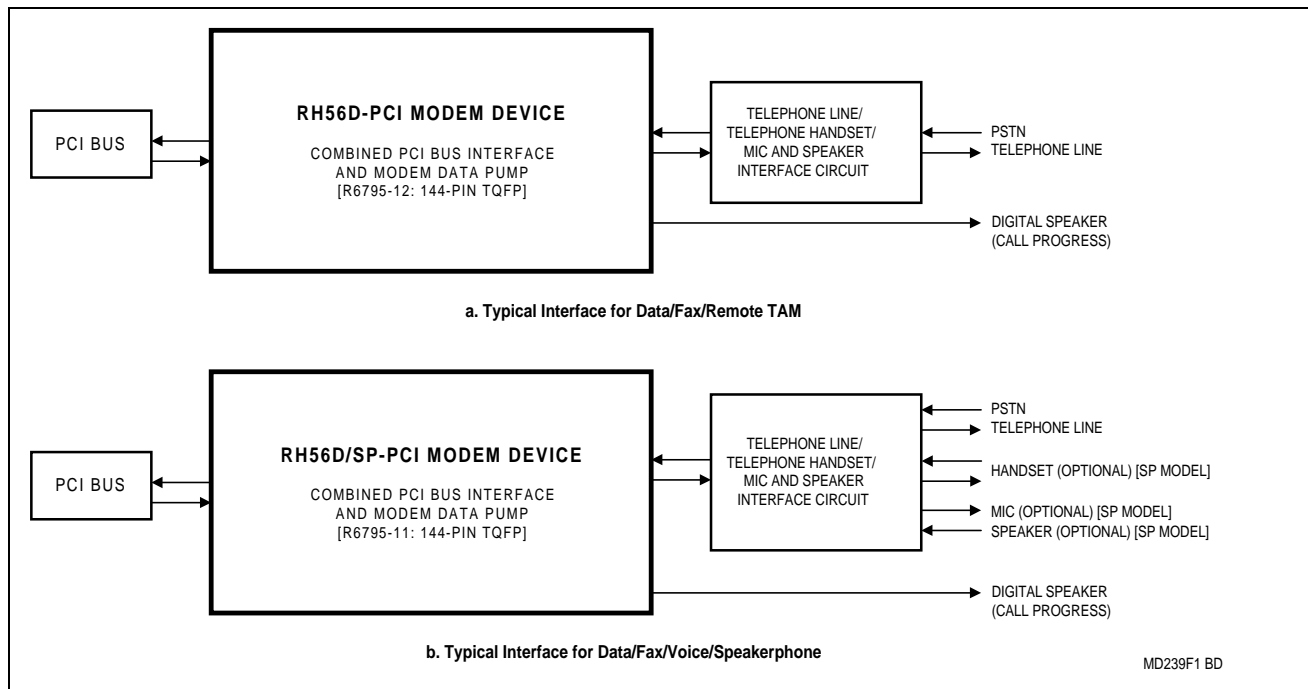 RH56D-PCI MODEM DEVICE
COMBINED PCI BUS INTERFACE
AND MODEM DATA PUMP
[R6795-12: 144-PIN TQFP]
PCI BUS
TELEPHONE LINE/
TELEPHONE HANDSET/
MIC AND SPEAKER
INTERFACE CIRCUIT
PSTN
TELEPHONE LINE
DIGITAL SPEAKER
(CALL PROGRESS)
a. Typical Interface for Data/Fax/Remote TAM
RH56D/SP-PCI MODEM DEVICE
COMBINED PCI BUS INTERFACE
AND MODEM DATA PUMP
[R6795-11: 144-PIN TQFP]
PCI BUS
TELEPHONE LINE/
TELEPHONE HANDSET/
MIC AND SPEAKER
INTERFACE CIRCUIT
PSTN
TELEPHONE LINE
HANDSET (OPTIONAL) [SP MODEL]
MIC (OPTIONAL) [SP MODEL]
SPEAKER (OPTIONAL) [SP MODEL]
DIGITAL SPEAKER
(CALL PROGRESS)
b. Typical Interface for Data/Fax/Voice/Speakerphone
MD239F1 BD